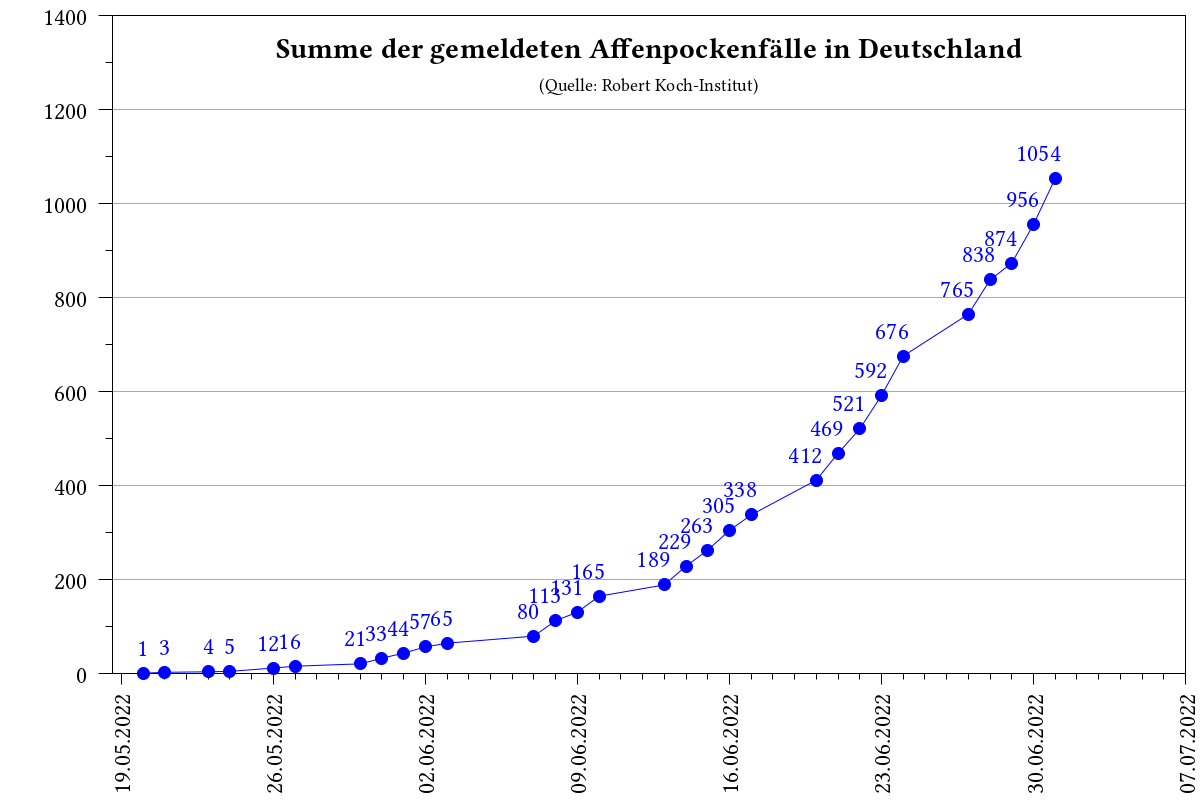 Summe der gemeldeten Affenpockenfälle in Deutschland
(Quelle: Robert Koch-Institut)
1400
1200
1000
800
600
400
200
0
1 3 4 5 12 16 21 33 44 57 65 80 113 131 165 189 229 263 305 338 412 469 521 592 676 765 838 874 956 1054
19.05.2022 26.05.2022 02.06.2022 09.06.2022 16.06.2022 23.06.2022 30.06.2022 07.07.2022